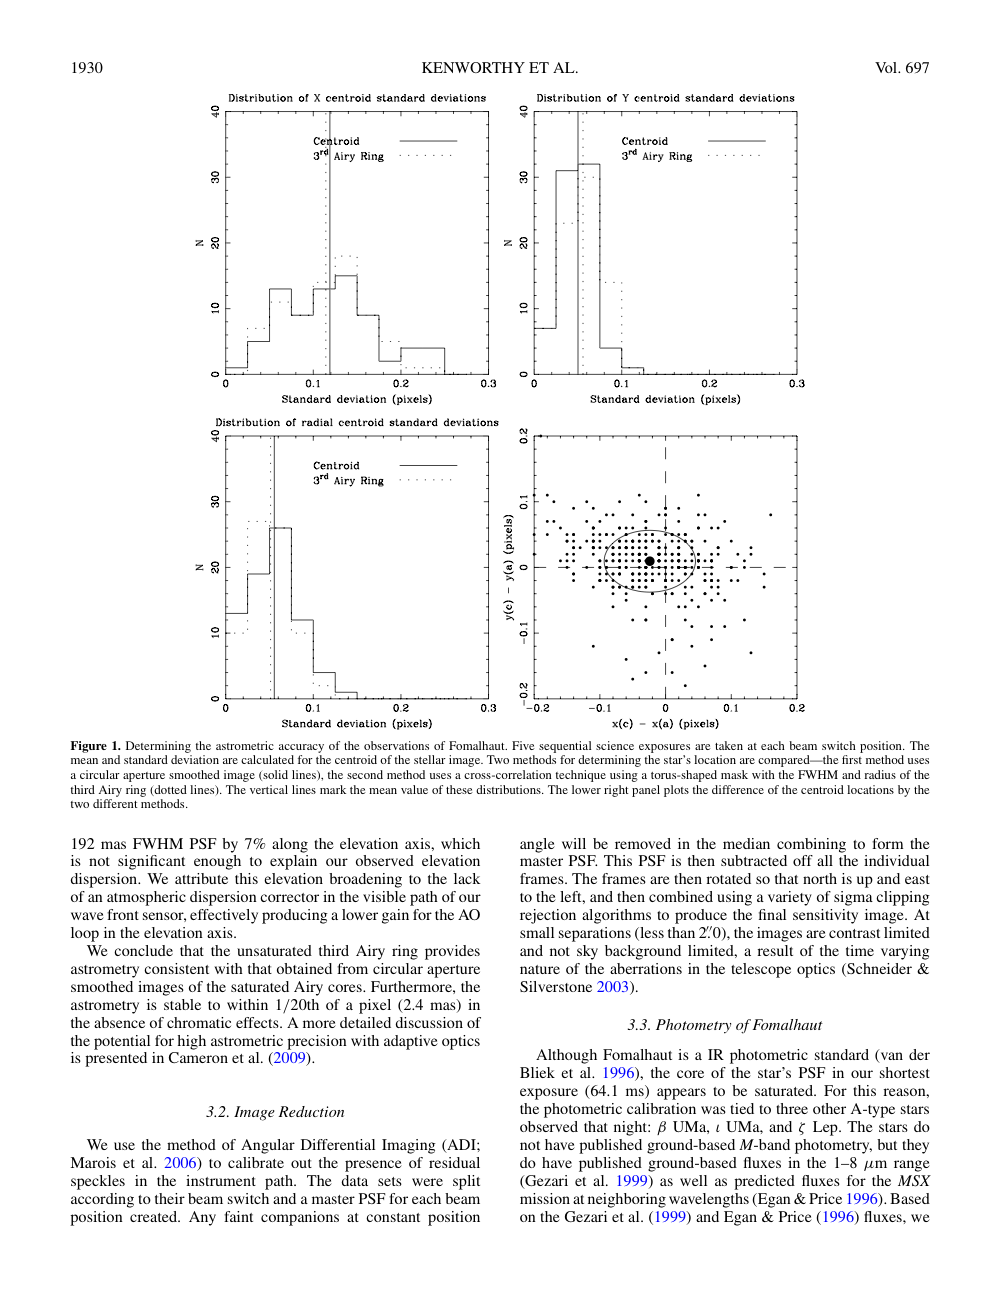 1930
KENWORTHY ET AL.
Vol. 697
Distribution of X centroid standard deviations
Centroid
3rd Airy Ring
N
40
30
20
10
0
0 0.1 0.2 0.3
Standard deviation (pixels)
Distribution of Y centroid standard deviations
Centroid
3rd Airy Ring
N
40
30
20
10
0
0 0.1 0.2 0.3
Standard deviation (pixels)
Distribution of radial centroid standard deviations
Centroid
3rd Airy Ring
N
40
30
20
10
0
0 0.1 0.2 0.3
Standard deviation (pixels)
y(c) − y(a) (pixels)
0.2
0.1
0
−0.1
−0.2
−0.2 −0.1 0 0.1 0.2
x(c) − x(a) (pixels)
Figure 1. Determining the astrometric accuracy of the observations of Fomalhaut. Five sequential science exposures are taken at each beam switch position. The
mean and standard deviation are calculated for the centroid of the stellar image. Two methods for determining the star's location are compared—the first method uses
a circular aperture smoothed image (solid lines), the second method uses a cross-correlation technique using a torus-shaped mask with the FWHM and radius of the
third Airy ring (dotted lines). The vertical lines mark the mean value of these distributions. The lower right panel plots the difference of the centroid locations by the
two different methods.
192 mas FWHM PSF by 7% along the elevation axis, which
is not significant enough to explain our observed elevation
dispersion. We attribute this elevation broadening to the lack
of an atmospheric dispersion corrector in the visible path of our
wave front sensor, effectively producing a lower gain for the AO
loop in the elevation axis.
We conclude that the unsaturated third Airy ring provides
astrometry consistent with that obtained from circular aperture
smoothed images of the saturated Airy cores. Furthermore, the
astrometry is stable to within 1/20th of a pixel (2.4 mas) in
the absence of chromatic effects. A more detailed discussion of
the potential for high astrometric precision with adaptive optics
is presented in Cameron et al. (2009).
3.2. Image Reduction
We use the method of Angular Differential Imaging (ADI;
Marois et al. 2006) to calibrate out the presence of residual
speckles in the instrument path. The data sets were split
according to their beam switch and a master PSF for each beam
position created. Any faint companions at constant position
angle will be removed in the median combining to form the
master PSF. This PSF is then subtracted off all the individual
frames. The frames are then rotated so that north is up and east
to the left, and then combined using a variety of sigma clipping
rejection algorithms to produce the final sensitivity image. At
small separations (less than 2″.0), the images are contrast limited
and not sky background limited, a result of the time varying
nature of the aberrations in the telescope optics (Schneider &
Silverstone 2003).
3.3. Photometry of Fomalhaut
Although Fomalhaut is a IR photometric standard (van der
Bliek et al. 1996), the core of the star's PSF in our shortest
exposure (64.1 ms) appears to be saturated. For this reason,
the photometric calibration was tied to three other A-type stars
observed that night: β UMa, ι UMa, and ζ Lep. The stars do
not have published ground-based M-band photometry, but they
do have published ground-based fluxes in the 1–8 μm range
(Gezari et al. 1999) as well as predicted fluxes for the MSX
mission at neighboring wavelengths (Egan & Price 1996). Based
on the Gezari et al. (1999) and Egan & Price (1996) fluxes, we